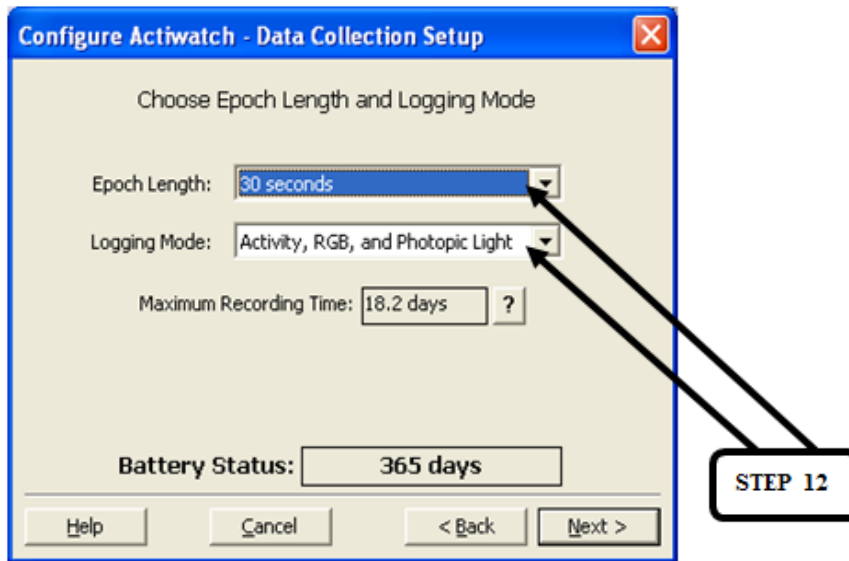 Configure Actiwatch - Data Collection Setup
Choose Epoch Length and Logging Mode
Epoch Length: 30 seconds
Logging Mode: Activity, RGB, and Photopic Light
Maximum Recording Time: 18.2 days ?
Battery Status: 365 days
STEP 12
Help Cancel < Back Next >